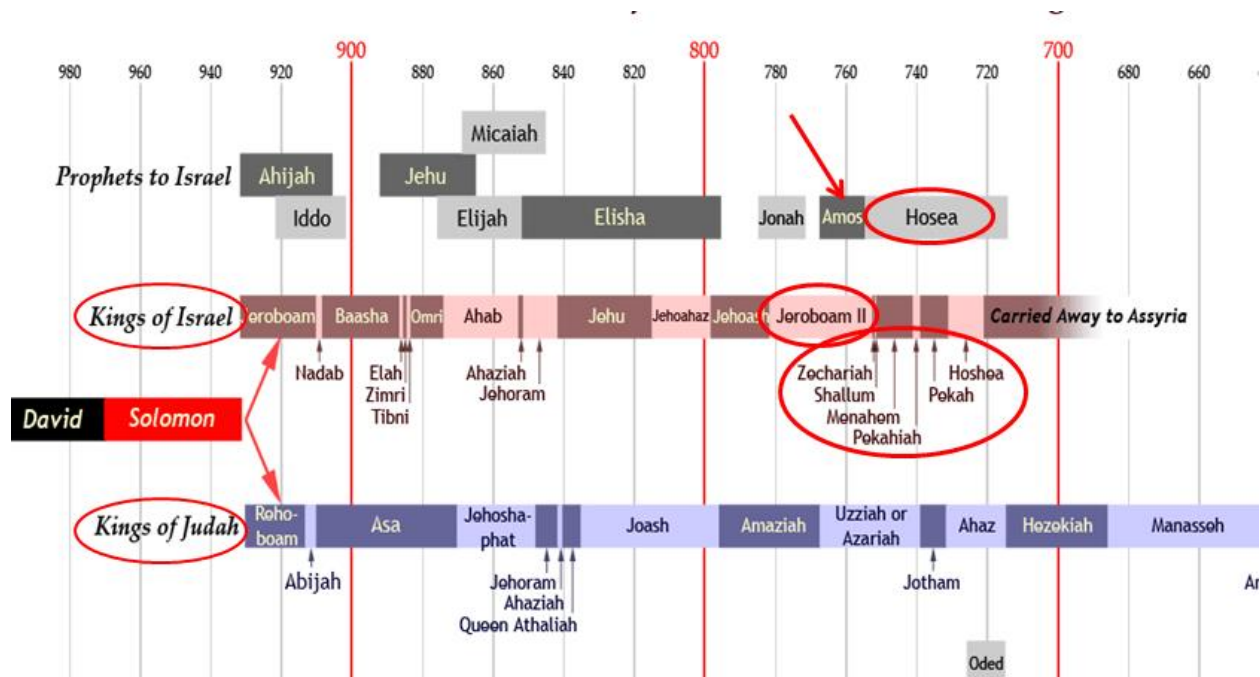 900 800 700
980 960 940 920 880 860 840 820 780 760 740 720 680 660
Micaiah
Prophets to Israel Ahijah Jehu
Iddo Elijah Elisha Jonah Amos Hosea
Kings of Israel Jeroboam Baasha Omri Ahab Jehu Jehoahaz Jehoash Jeroboam II Carried Away to Assyria
Nadab Elah Ahaziah Zechariah Hoshea
Zimri Jehoram Shallum Pekah
Tibni Menahem
Pekahiah
David Solomon
Kings of Judah Reho-
boam Asa Jehosha-
phat Joash Amaziah Uzziah or
Azariah Ahaz Hezekiah Manasseh
Abijah Jehoram Jotham
Ahaziah
Queen Athaliah
Oded